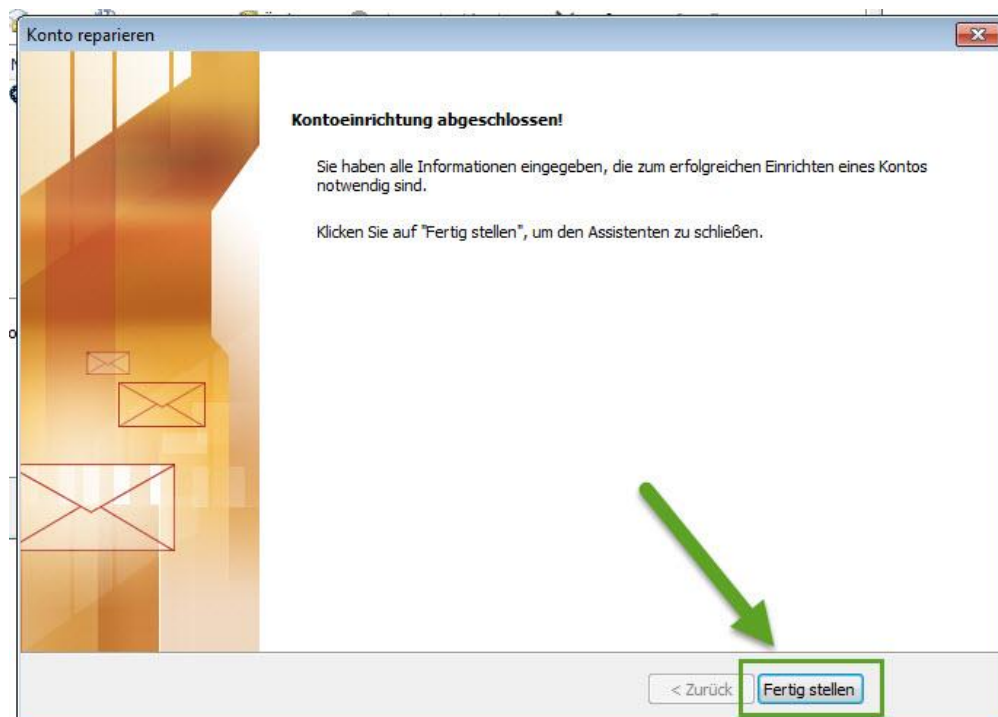 Konto reparieren
Kontoeinrichtung abgeschlossen!
Sie haben alle Informationen eingegeben, die zum erfolgreichen Einrichten eines Kontos
notwendig sind.
Klicken Sie auf "Fertig stellen", um den Assistenten zu schließen.
< Zurück
Fertig stellen